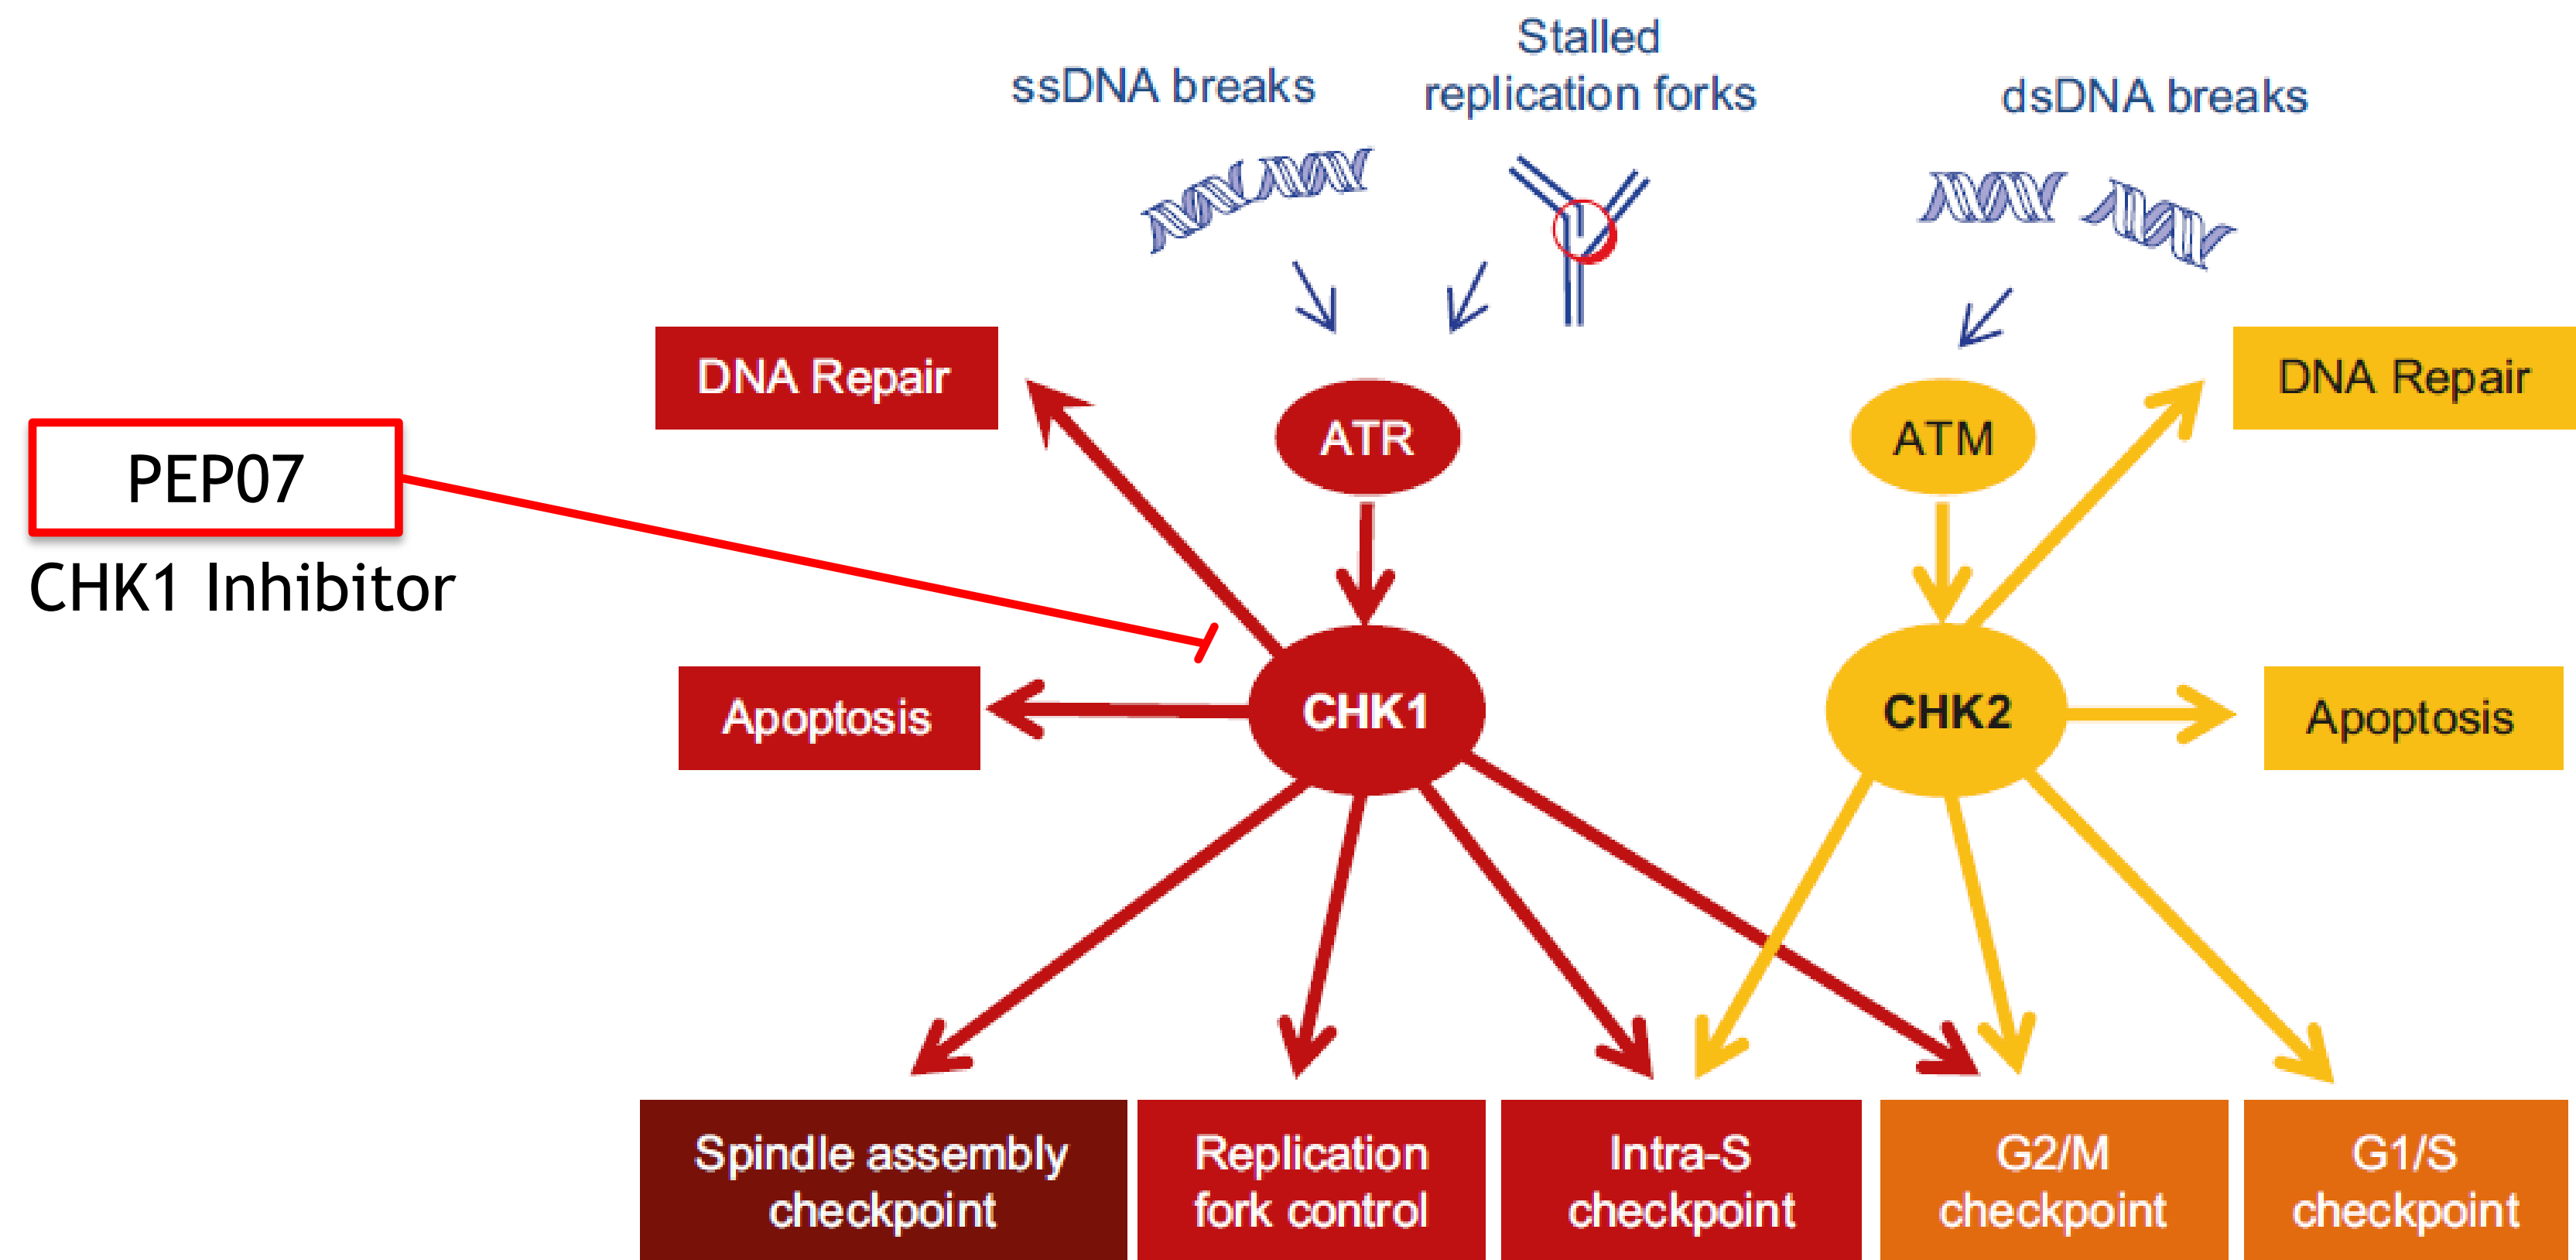 Stalled
replication forks
ssDNA breaks
dsDNA breaks
DNA Repair
DNA Repair
ATR
ATM
PEP07
CHK1 Inhibitor
Apoptosis
CHK1
CHK2
Apoptosis
Spindle assembly
checkpoint
Replication
fork control
Intra-S
checkpoint
G2/M
checkpoint
G1/S
checkpoint